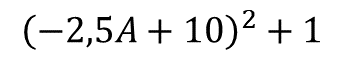 (−2,5A + 10)² + 1